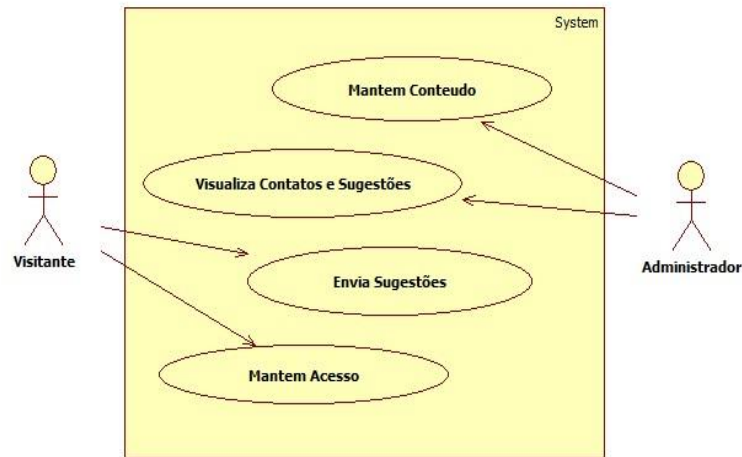 System
Mantem Conteudo
Visualiza Contatos e Sugestões
Visitante
Administrador
Envia Sugestões
Mantem Acesso